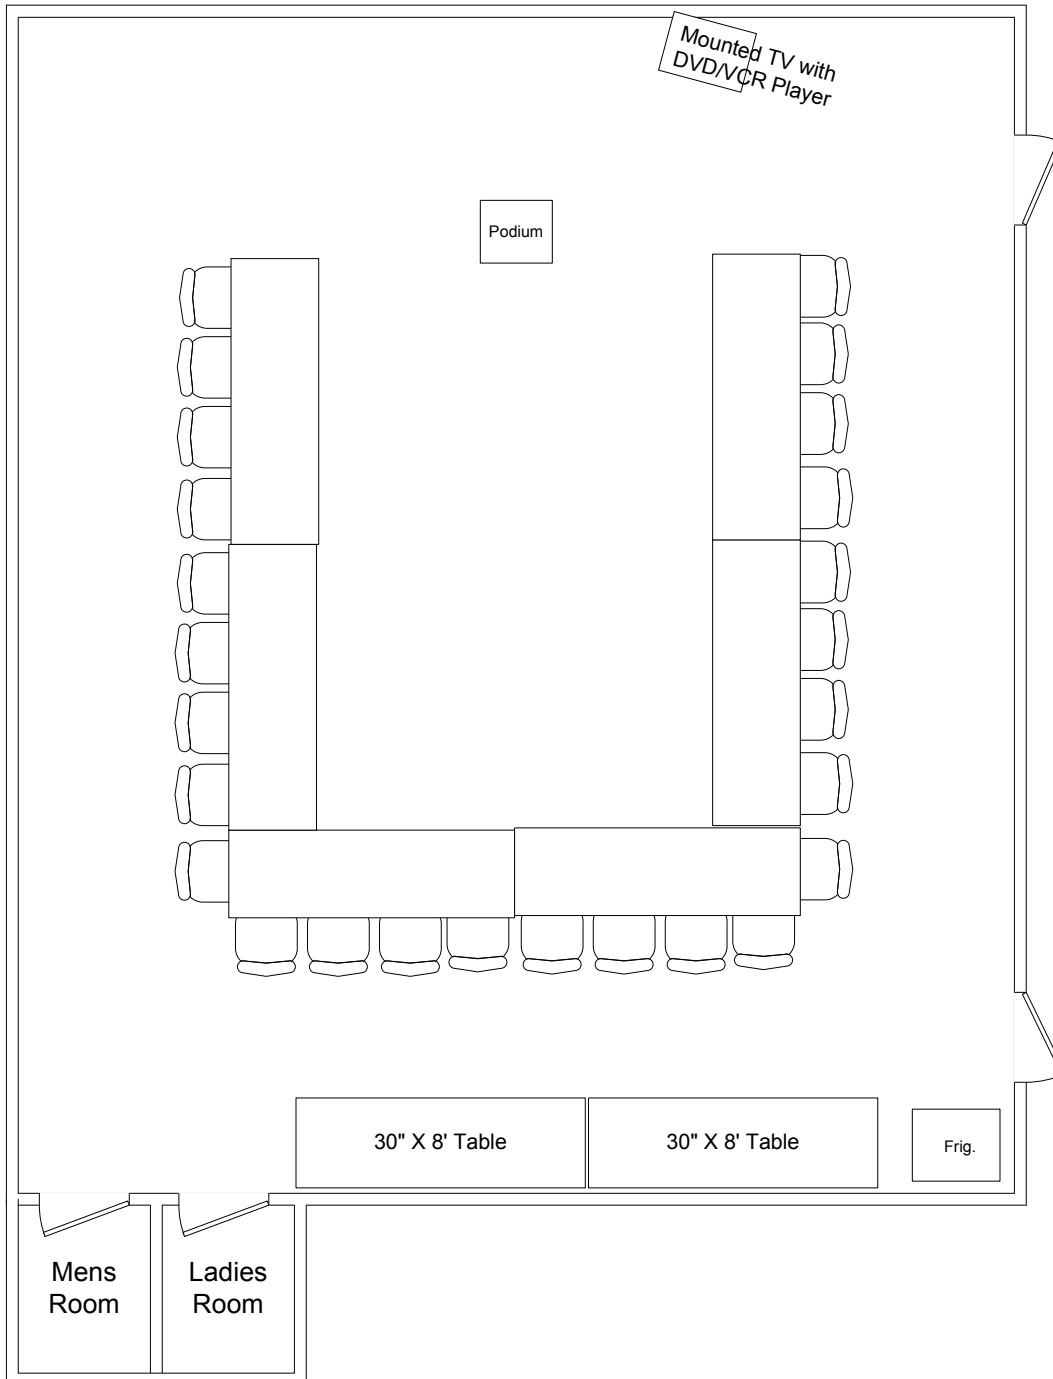 Mounted TV with
DVD/VCR Player
Podium
30" X 8' Table
30" X 8' Table
Frig.
Mens
Room
Ladies
Room